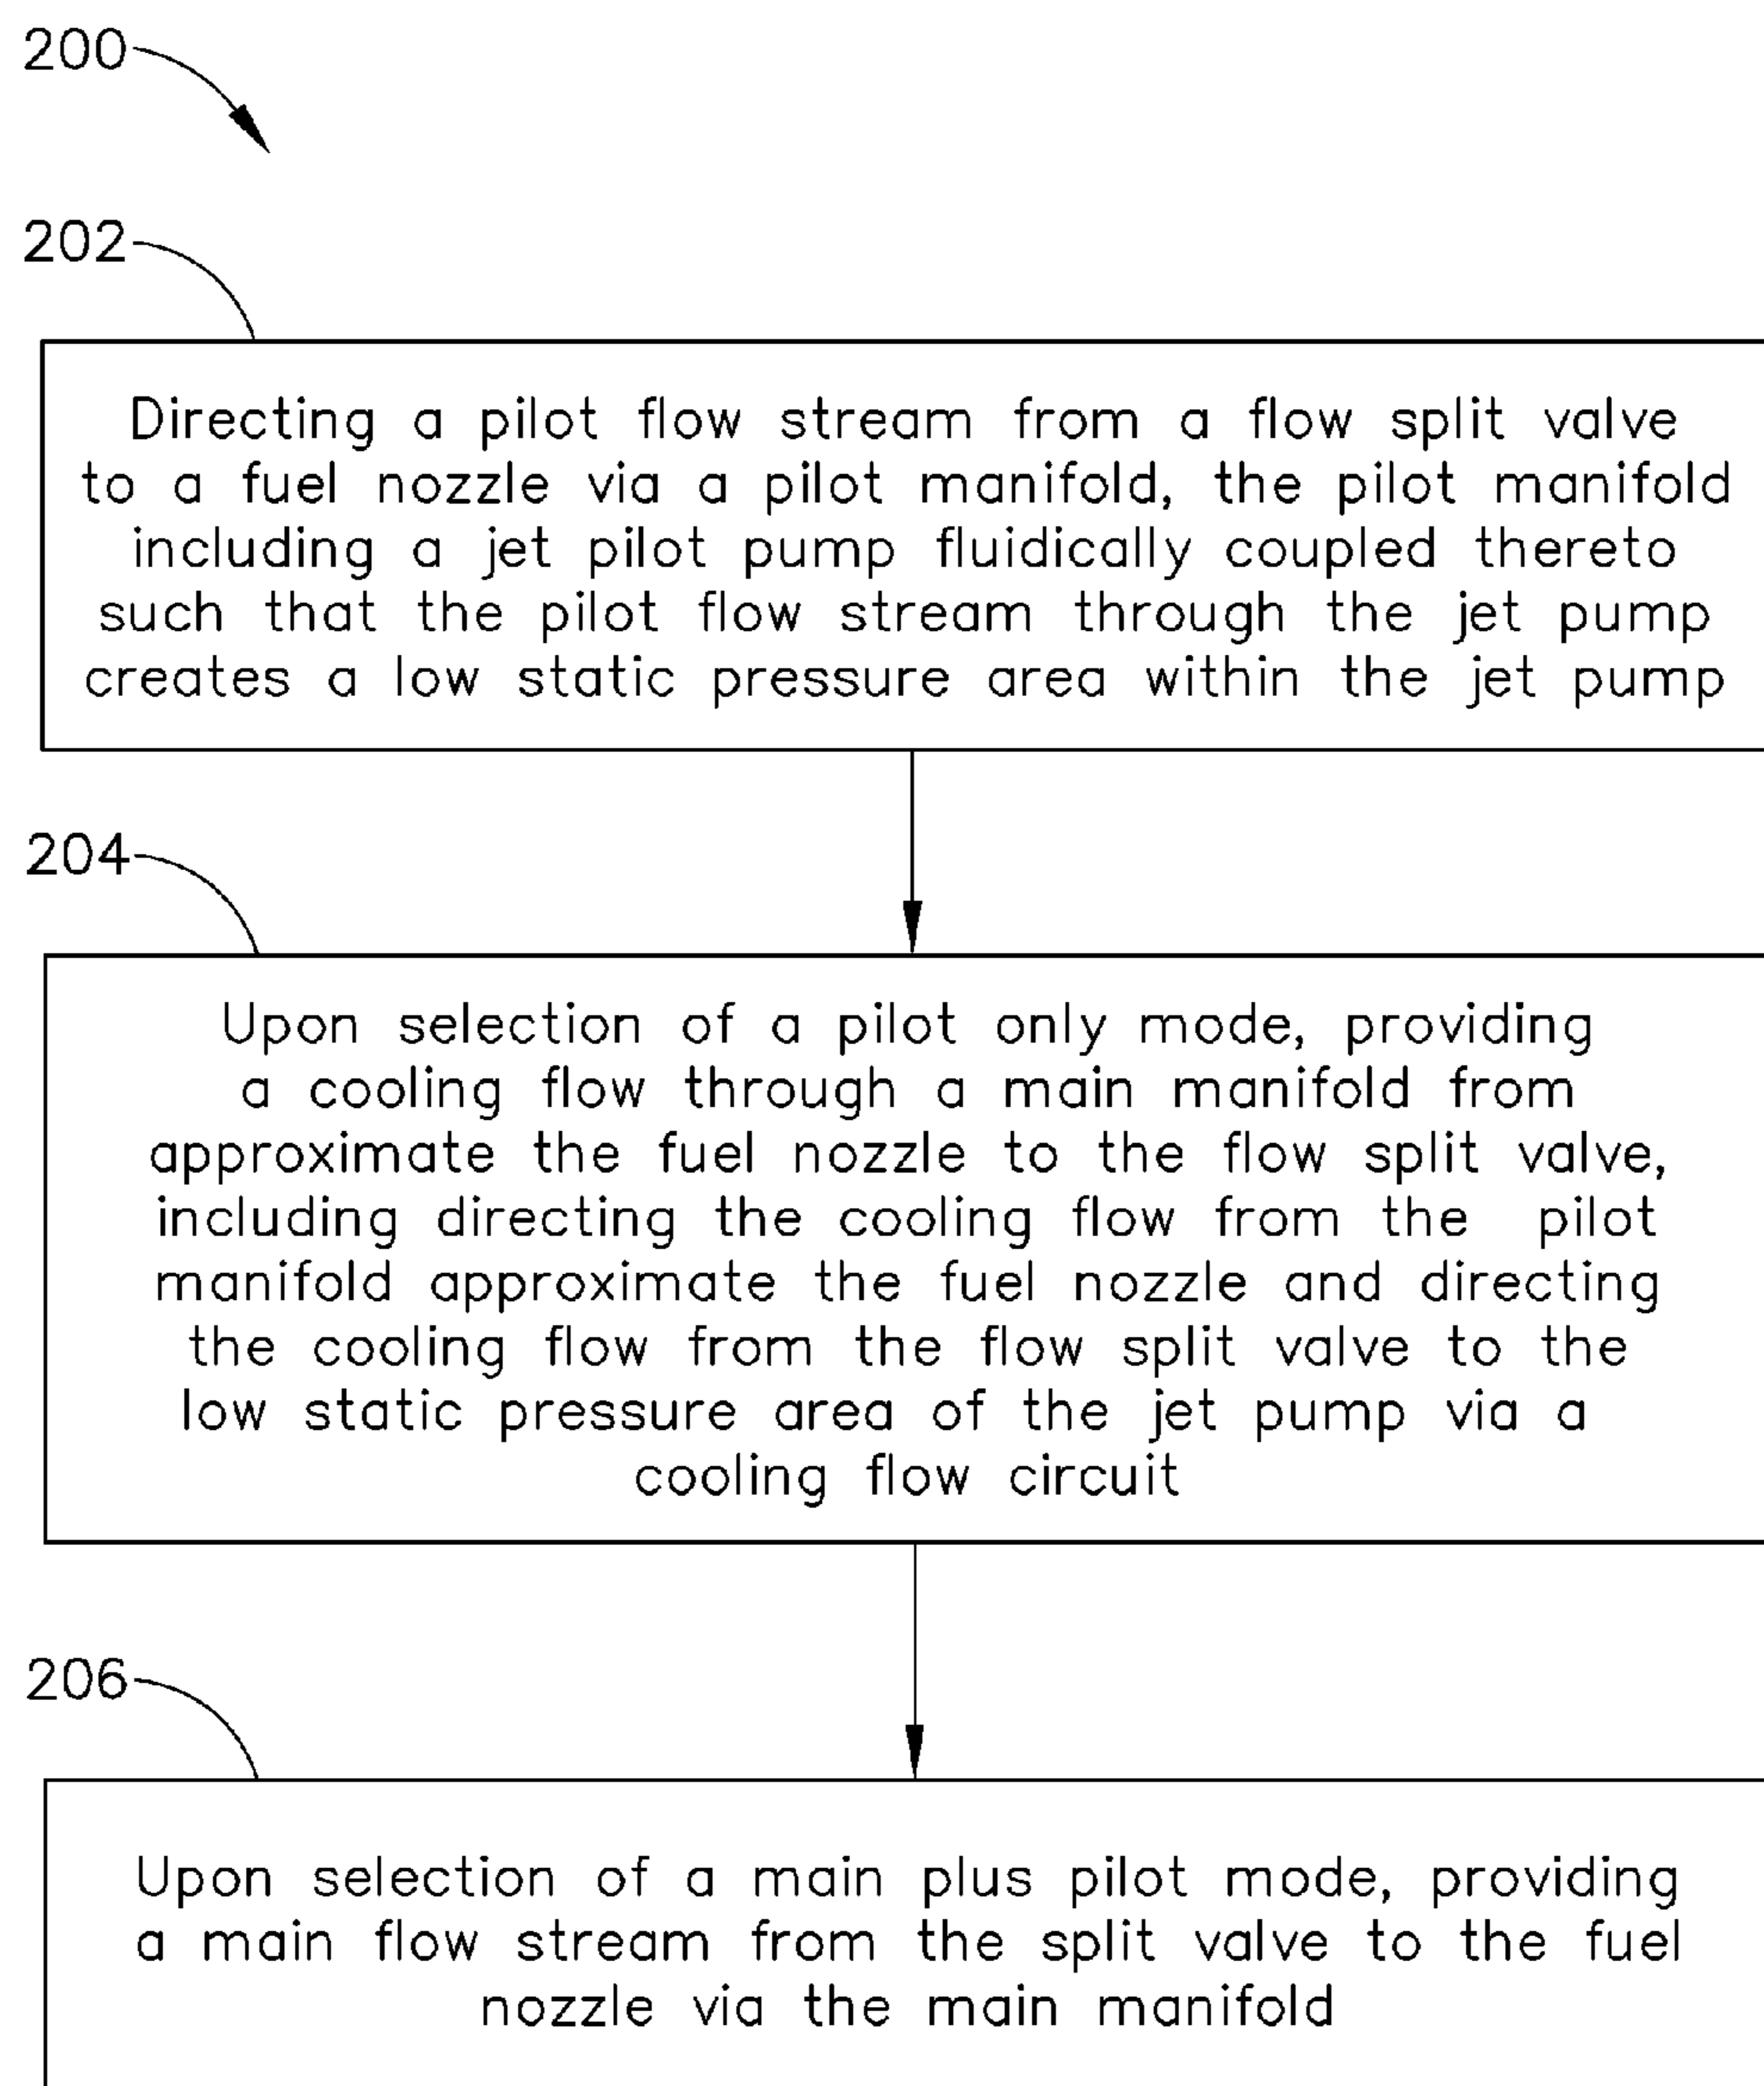 200
202
Directing a pilot flow stream from a flow split valve
to a fuel nozzle via a pilot manifold, the pilot manifold
including a jet pilot pump fluidically coupled thereto
such that the pilot flow stream through the jet pump
creates a low static pressure area within the jet pump
204
Upon selection of a pilot only mode, providing
a cooling flow through a main manifold from
approximate the fuel nozzle to the flow split valve,
including directing the cooling flow from the pilot
manifold approximate the fuel nozzle and directing
the cooling flow from the flow split valve to the
low static pressure area of the jet pump via a
cooling flow circuit
206
Upon selection of a main plus pilot mode, providing
a main flow stream from the split valve to the fuel
nozzle via the main manifold